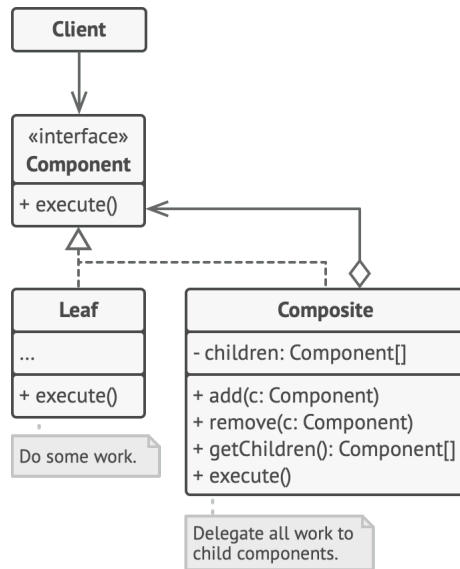 Client
«interface»
Component
+ execute()
Leaf
...
+ execute()
Do some work.
Composite
- children: Component[]
+ add(c: Component)
+ remove(c: Component)
+ getChildren(): Component[]
+ execute()
Delegate all work to
child components.